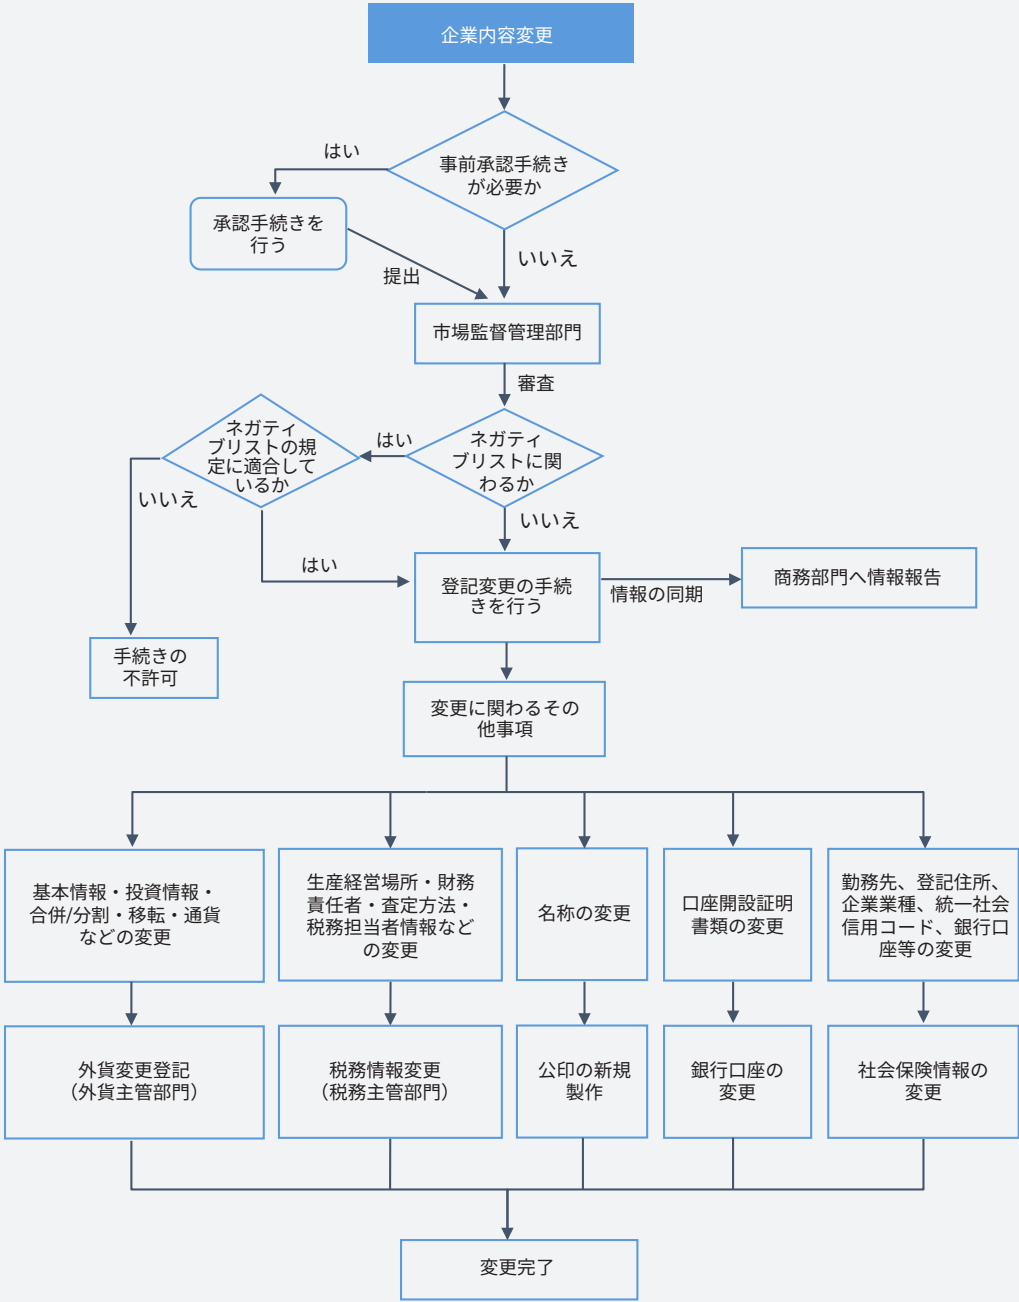 企業内容変更
はい
事前承認手続き
が必要か
承認手続きを
行う
いいえ
提出
市場監督管理部門
審査
ネガティ
ブリストの規
定に適合して
いるか
はい
ネガティ
ブリストに関
わるか
いいえ
いいえ
はい
登記変更の手続
きを行う
情報の同期
商務部門へ情報報告
手続きの
不許可
変更に関わるその
他事項
基本情報・投資情報・
合併/分割・移転・通貨
などの変更
生産経営場所・財務
責任者・査定方法・
税務担当者情報など
の変更
名称の変更
口座開設証明
書類の変更
勤務先、登記住所、
企業業種、統一社会
信用コード、銀行口
座等の変更
外貨変更登記
（外貨主管部門）
税務情報変更
（税務主管部門）
公印の新規
製作
銀行口座の
変更
社会保険情報の
変更
変更完了